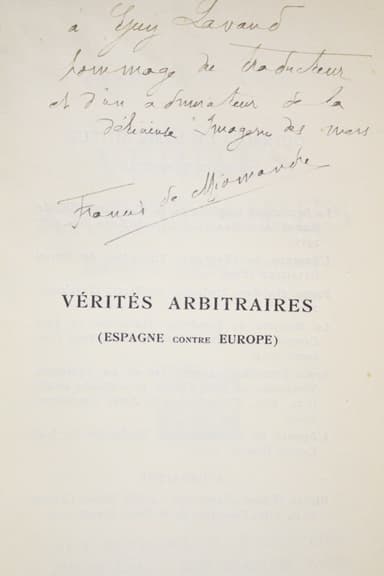 à Guy Lavaud
hommage du traducteur
et d'un admirateur de la
délicieuse Imagerie des mers
Francis de Miomandre
VÉRITÉS ARBITRAIRES
(ESPAGNE CONTRE EUROPE)